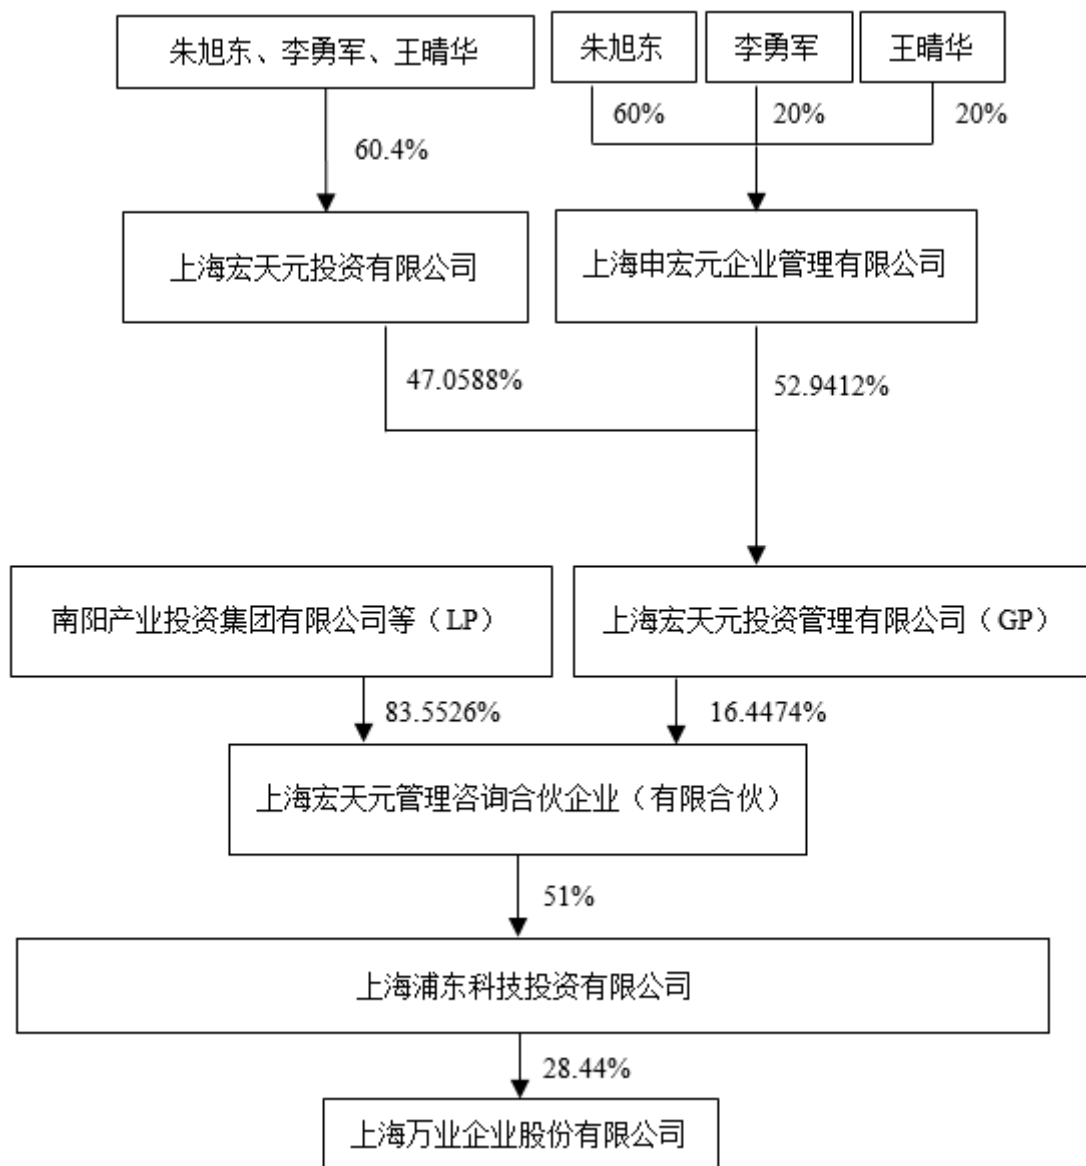 朱旭东、李勇军、王晴华
朱旭东
李勇军
王晴华
60%
20%
20%
60.4%
上海宏天元投资有限公司
上海申宏元企业管理有限公司
47.0588%
52.9412%
南阳产业投资集团有限公司等（LP）
上海宏天元投资管理有限公司（GP）
83.5526%
16.4474%
上海宏天元管理咨询合伙企业（有限合伙）
51%
上海浦东科技投资有限公司
28.44%
上海万业企业股份有限公司